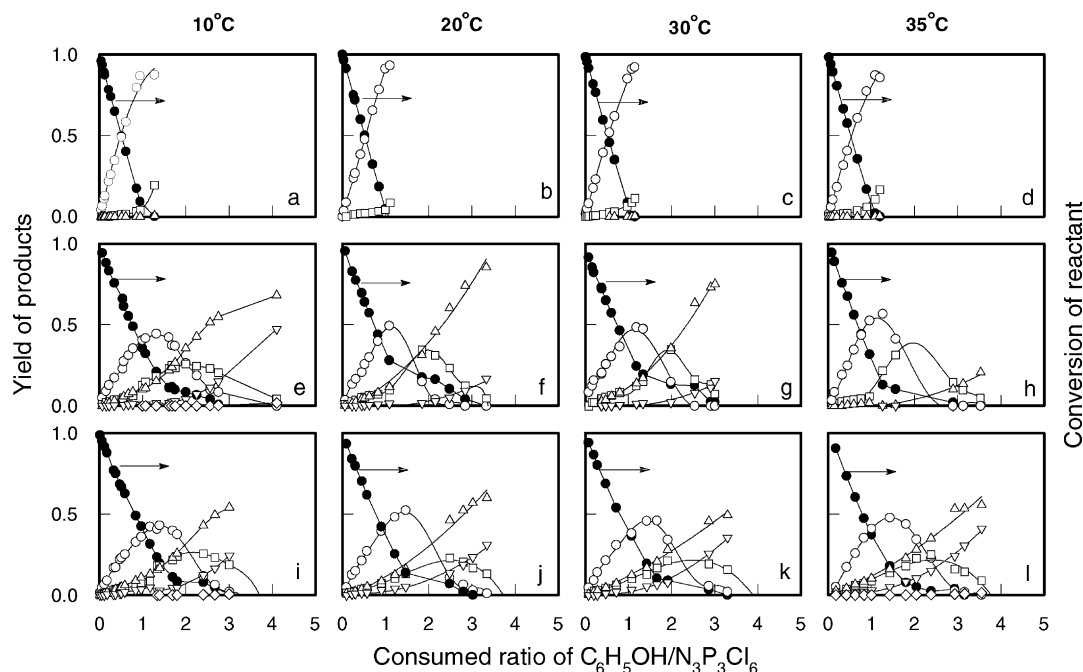 10°C 20°C 30°C 35°C
Yield of products
Conversion of reactant
1.0
0.5
0.0
a b c d
1.0
0.5
0.0
e f g h
1.0
0.5
0.0
i j k l
0 1 2 3 4 5 0 1 2 3 4 5 0 1 2 3 4 5 0 1 2 3 4 5
Consumed ratio of C₆H₅OH/N₃P₃Cl₆